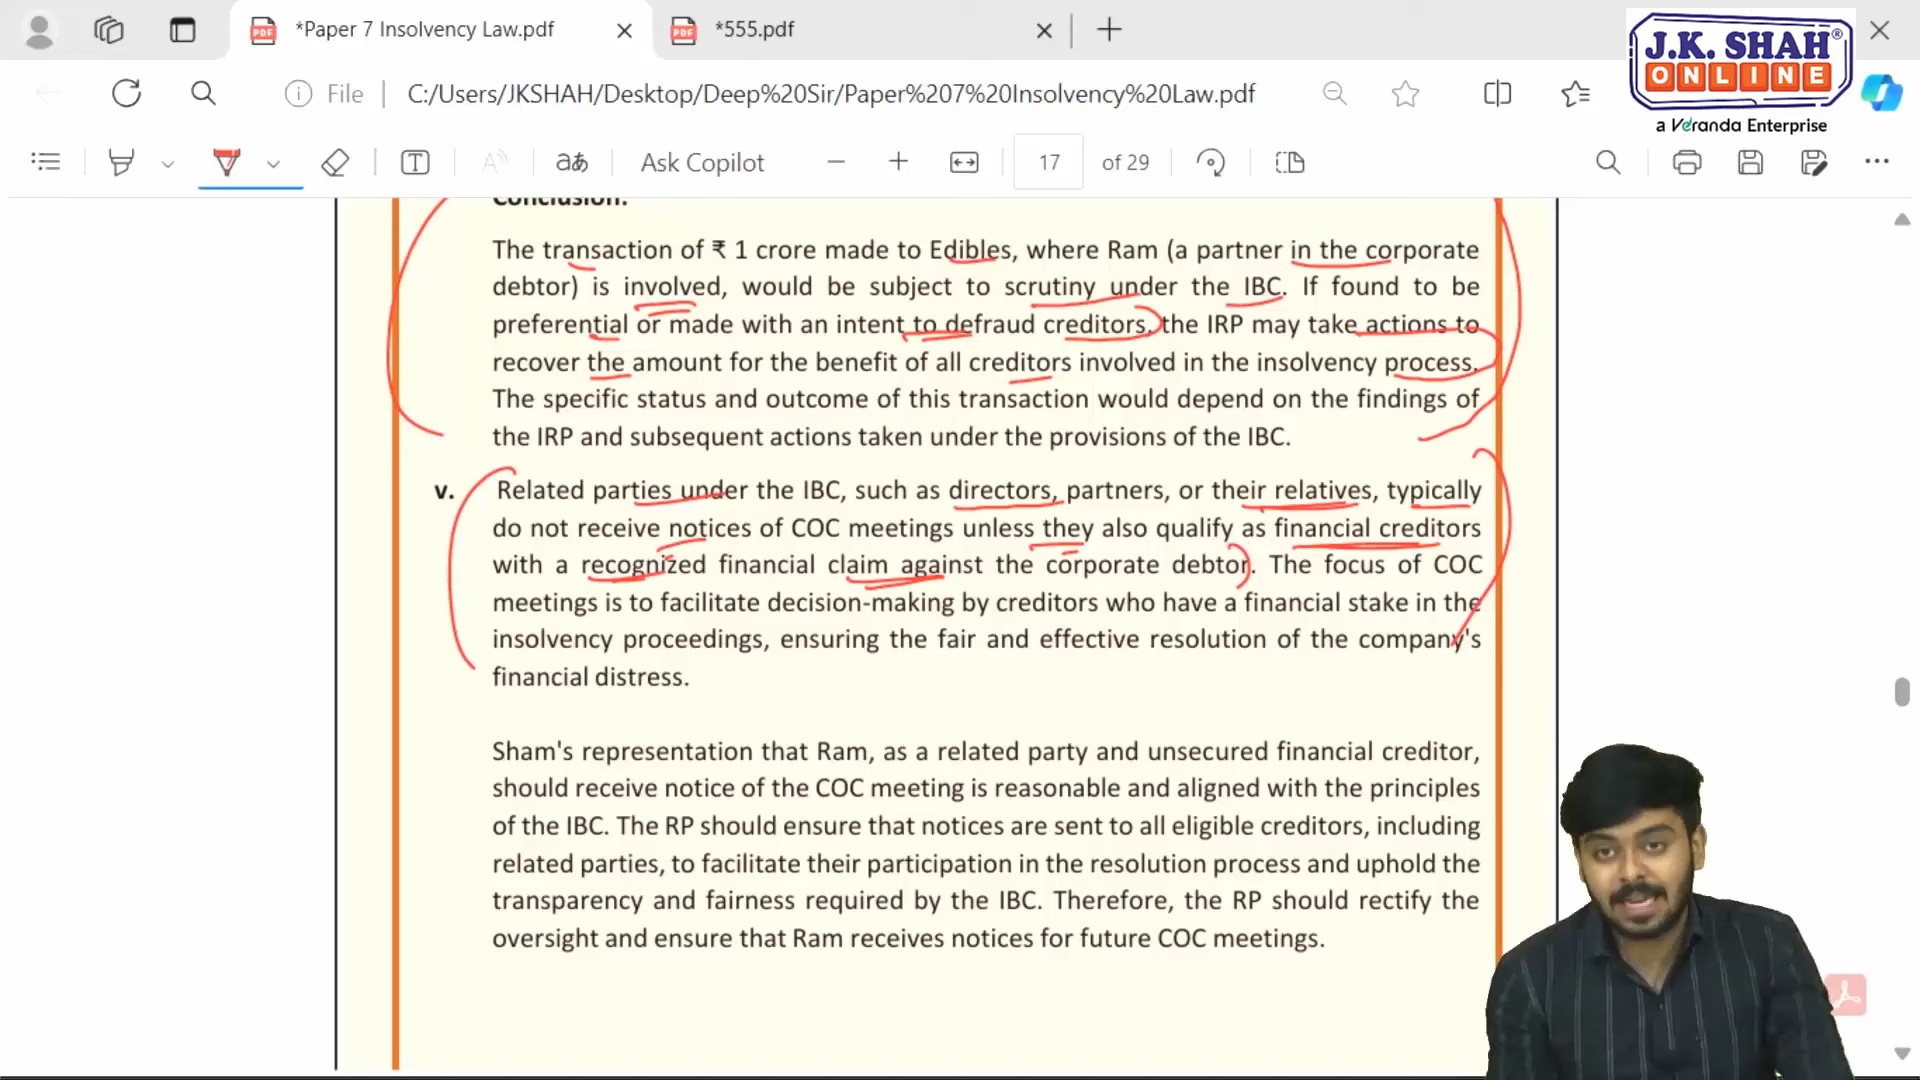 *Paper 7 Insolvency Law.pdf
*555.pdf
J.K. SHAH®
ONLINE
a Veranda Enterprise
File
C:/Users/JKSHAH/Desktop/Deep%20Sir/Paper%207%20Insolvency%20Law.pdf
Ask Copilot
17 of 29
Conclusion:
The transaction of ₹ 1 crore made to Edibles, where Ram (a partner in the corporate
debtor) is involved, would be subject to scrutiny under the IBC. If found to be
preferential or made with an intent to defraud creditors, the IRP may take actions to
recover the amount for the benefit of all creditors involved in the insolvency process.
The specific status and outcome of this transaction would depend on the findings of
the IRP and subsequent actions taken under the provisions of the IBC.
v. Related parties under the IBC, such as directors, partners, or their relatives, typically
do not receive notices of COC meetings unless they also qualify as financial creditors
with a recognized financial claim against the corporate debtor. The focus of COC
meetings is to facilitate decision-making by creditors who have a financial stake in the
insolvency proceedings, ensuring the fair and effective resolution of the company's
financial distress.
Sham's representation that Ram, as a related party and unsecured financial creditor,
should receive notice of the COC meeting is reasonable and aligned with the principles
of the IBC. The RP should ensure that notices are sent to all eligible creditors, including
related parties, to facilitate their participation in the resolution process and uphold the
transparency and fairness required by the IBC. Therefore, the RP should rectify the
oversight and ensure that Ram receives notices for future COC meetings.